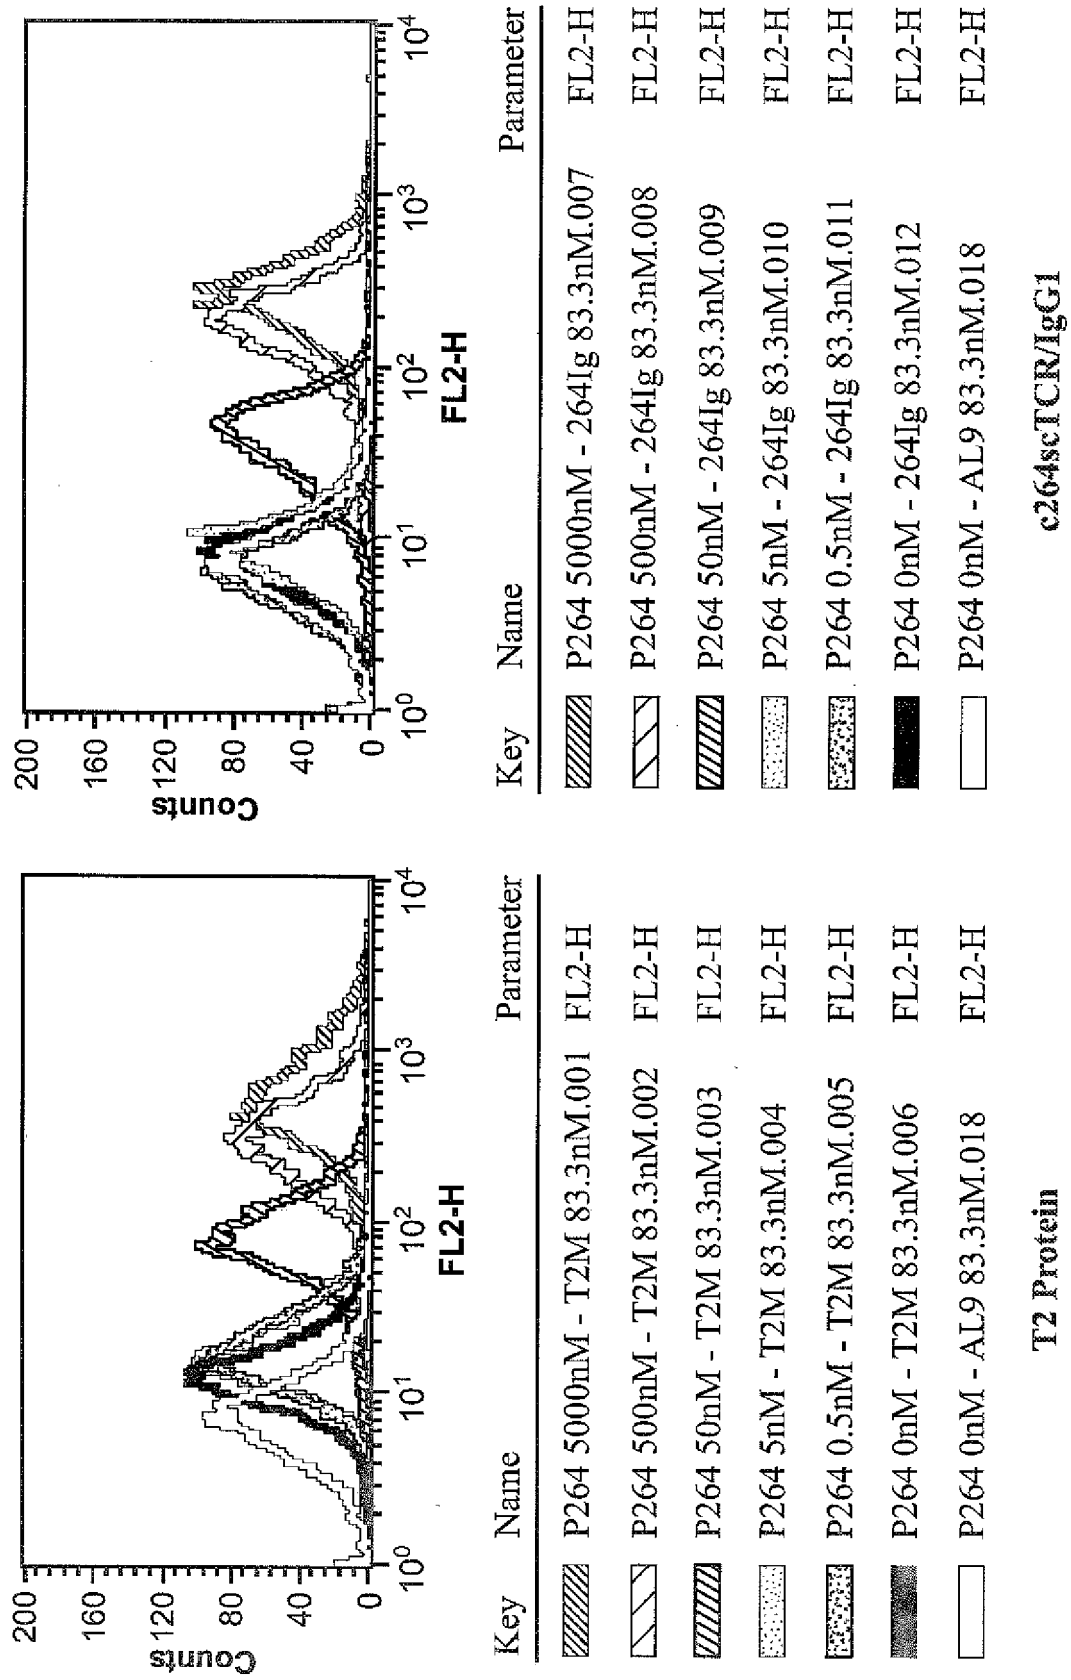 200
160
120
80
40
0
Counts
10^0
10^1
10^2
10^3
10^4
FL2-H
Key Name Parameter
P264 5000nM - T2M 83.3nM.001 FL2-H
P264 500nM - T2M 83.3nM.002 FL2-H
P264 50nM - T2M 83.3nM.003 FL2-H
P264 5nM - T2M 83.3nM.004 FL2-H
P264 0.5nM - T2M 83.3nM.005 FL2-H
P264 0nM - T2M 83.3nM.006 FL2-H
P264 0nM - AL9 83.3nM.018 FL2-H
T2 Protein
200
160
120
80
40
0
Counts
10^0
10^1
10^2
10^3
10^4
FL2-H
Key Name Parameter
P264 5000nM - 264Ig 83.3nM.007 FL2-H
P264 500nM - 264Ig 83.3nM.008 FL2-H
P264 50nM - 264Ig 83.3nM.009 FL2-H
P264 5nM - 264Ig 83.3nM.010 FL2-H
P264 0.5nM - 264Ig 83.3nM.011 FL2-H
P264 0nM - 264Ig 83.3nM.012 FL2-H
P264 0nM - AL9 83.3nM.018 FL2-H
c264scTCR/IgG1